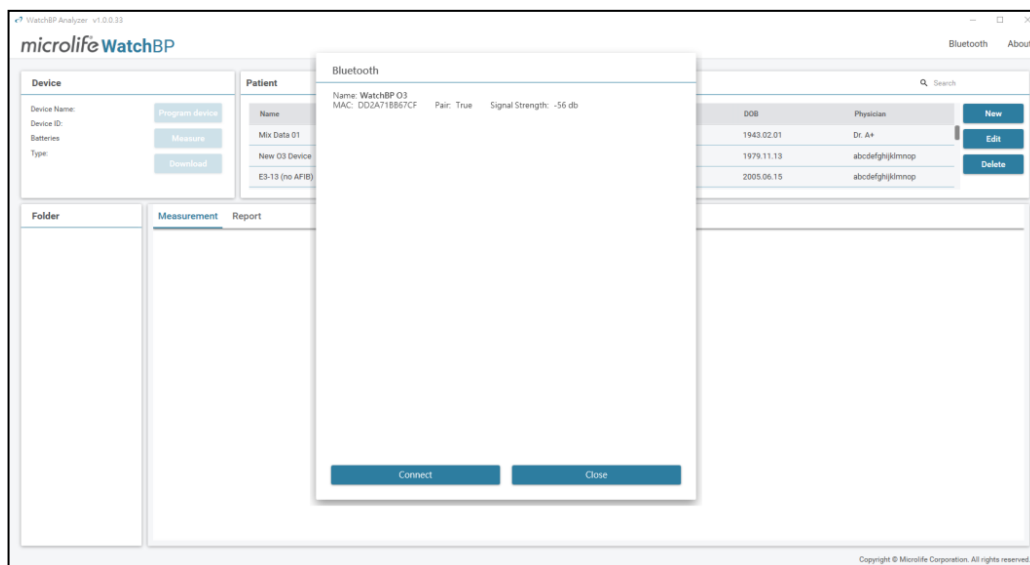 WatchBP Analyzer v1.0.0.33
microlife WatchBP
Bluetooth About
Device
Device Name:
Device ID:
Batteries
Type:
Program device
Measure
Download
Patient
Search
Name DOB Physician
Mix Data 01 1943.02.01 Dr. A+
New O3 Device 1979.11.13 abcdefghijklmnop
E3-13 (no AFIB) 2005.06.15 abcdefghijklmnop
New
Edit
Delete
Bluetooth
Name: WatchBP O3
MAC: DD2A71BB67CF Pair: True Signal Strength: -56 db
Connect Close
Folder
Measurement Report
Copyright © Microlife Corporation. All rights reserved.